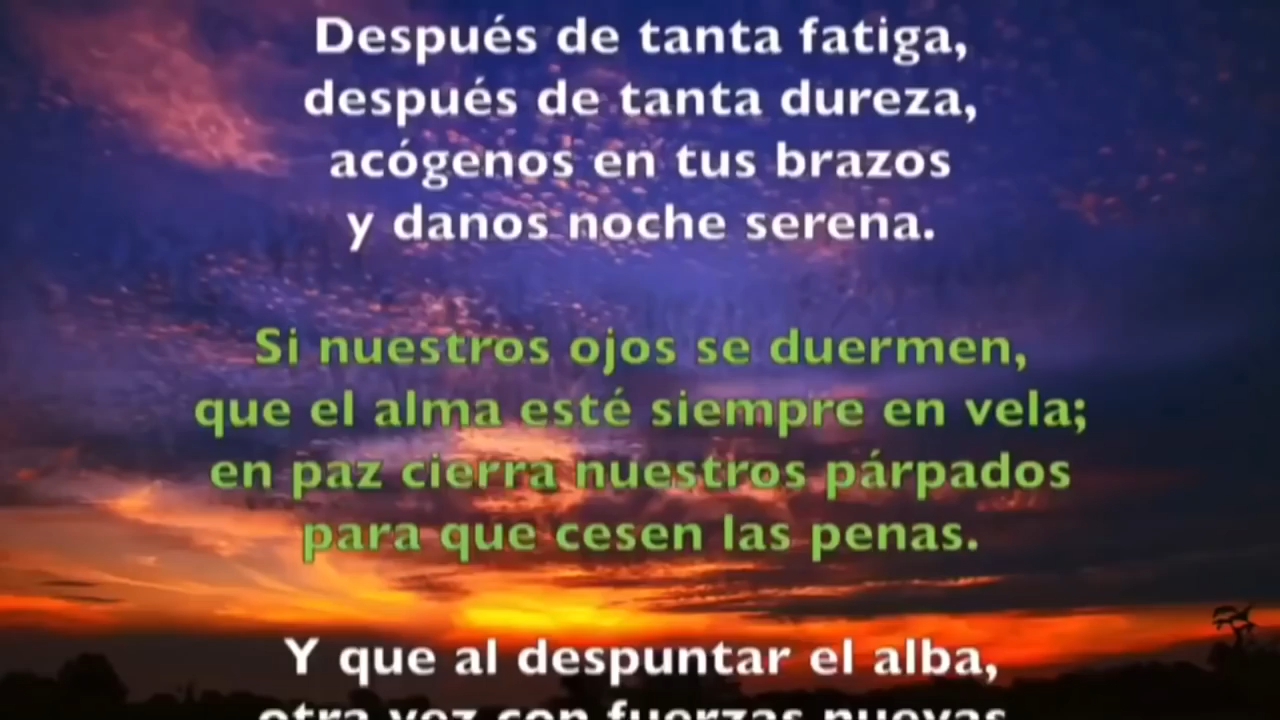 Después de tanta fatiga,
después de tanta dureza,
acógenos en tus brazos
y danos noche serena.
Si nuestros ojos se duermen,
que el alma esté siempre en vela;
en paz cierra nuestros párpados
para que cesen las penas.
Y que al despuntar el alba,
otra vez con fuerzas nuevas